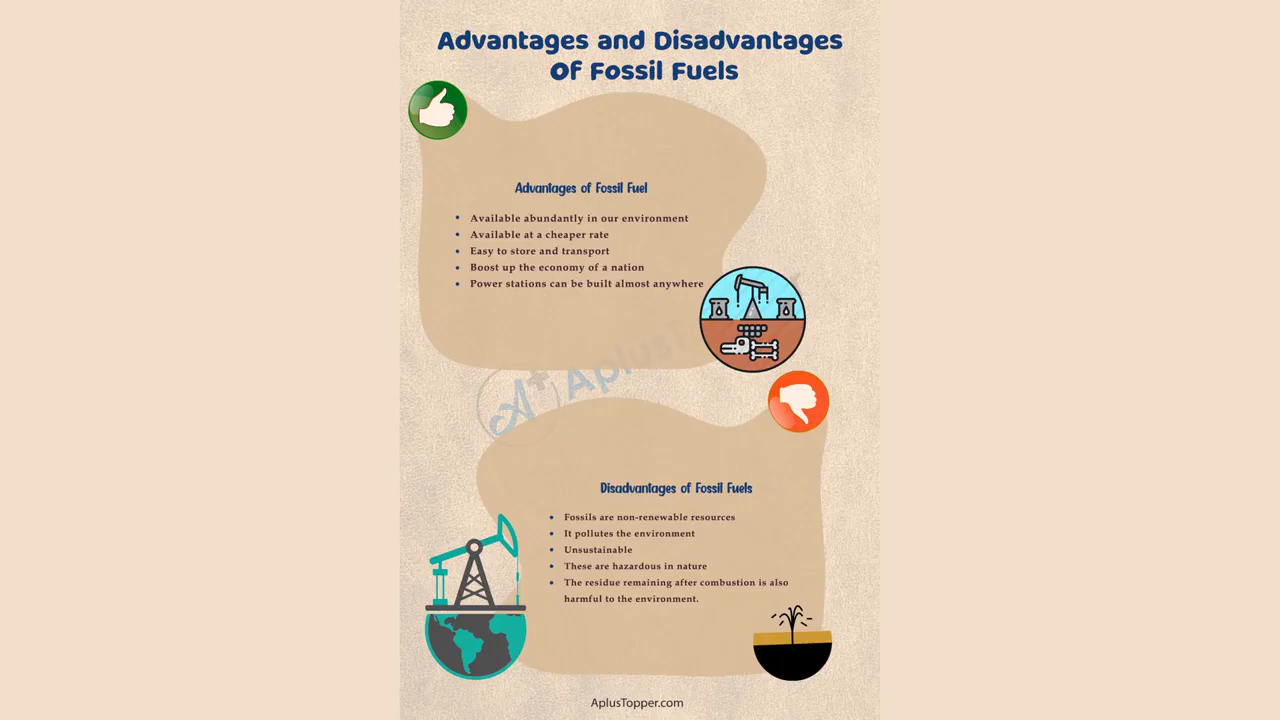 Advantages and Disadvantages
Of Fossil Fuels
Advantages of Fossil Fuel
• Available abundantly in our environment
• Available at a cheaper rate
• Easy to store and transport
• Boost up the economy of a nation
• Power stations can be built almost anywhere
Disadvantages of Fossil Fuels
• Fossils are non-renewable resources
• It pollutes the environment
• Unsustainable
• These are hazardous in nature
• The residue remaining after combustion is also
harmful to the environment.
AplusTopper.com